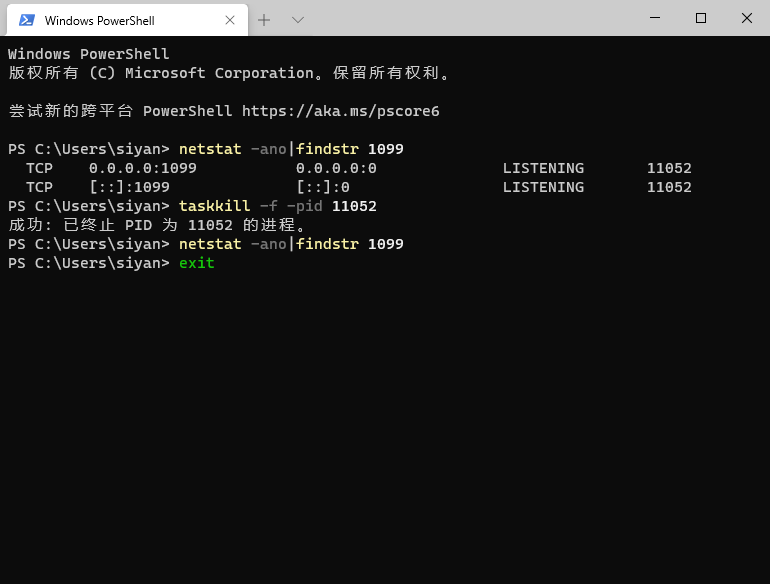 Windows PowerShell
Windows PowerShell
版权所有 (C) Microsoft Corporation。保留所有权利。
尝试新的跨平台 PowerShell https://aka.ms/pscore6
PS C:\Users\siyan> netstat -ano|findstr 1099
TCP 0.0.0.0:1099 0.0.0.0:0 LISTENING 11052
TCP [::]:1099 [::]:0 LISTENING 11052
PS C:\Users\siyan> taskkill -f -pid 11052
成功: 已终止 PID 为 11052 的进程。
PS C:\Users\siyan> netstat -ano|findstr 1099
PS C:\Users\siyan> exit